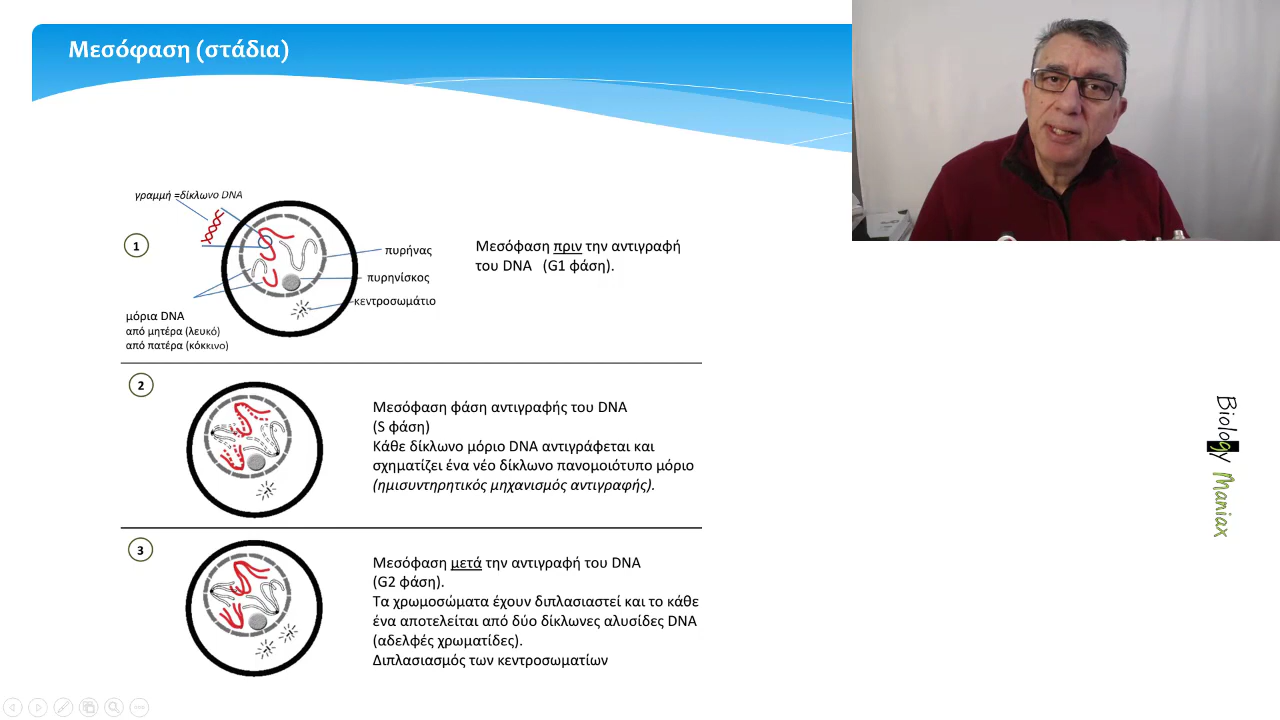 Μεσόφαση (στάδια)
γραμμή =δίκλωνο DNA
1
πυρήνας
πυρηνίσκος
κεντροσωμάτιο
μόρια DNA
από μητέρα (λευκό)
από πατέρα (κόκκινο)
Μεσόφαση πριν την αντιγραφή
του DNA (G1 φάση).
2
Μεσόφαση φάση αντιγραφής του DNA
(S φάση)
Κάθε δίκλωνο μόριο DNA αντιγράφεται και
σχηματίζει ένα νέο δίκλωνο πανομοιότυπο μόριο
(ημισυντηρητικός μηχανισμός αντιγραφής).
3
Μεσόφαση μετά την αντιγραφή του DNA
(G2 φάση).
Τα χρωμοσώματα έχουν διπλασιαστεί και το κάθε
ένα αποτελείται από δύο δίκλωνες αλυσίδες DNA
(αδελφές χρωματίδες).
Διπλασιασμός των κεντροσωματίων
Biology Maniax